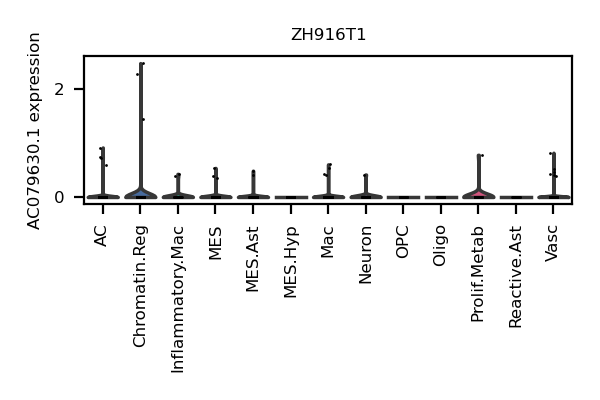 ZH916T1
AC079630.1 expression
2
0
AC
Chromatin.Reg
Inflammatory.Mac
MES
MES.Ast
MES.Hyp
Mac
Neuron
OPC
Oligo
Prolif.Metab
Reactive.Ast
Vasc